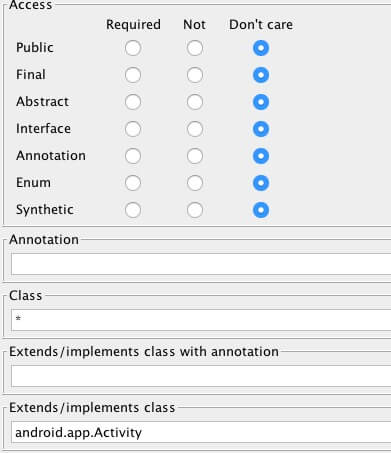 Access
Required Not Don't care
Public
Final
Abstract
Interface
Annotation
Enum
Synthetic
Annotation
Class
*
Extends/implements class with annotation
Extends/implements class
android.app.Activity